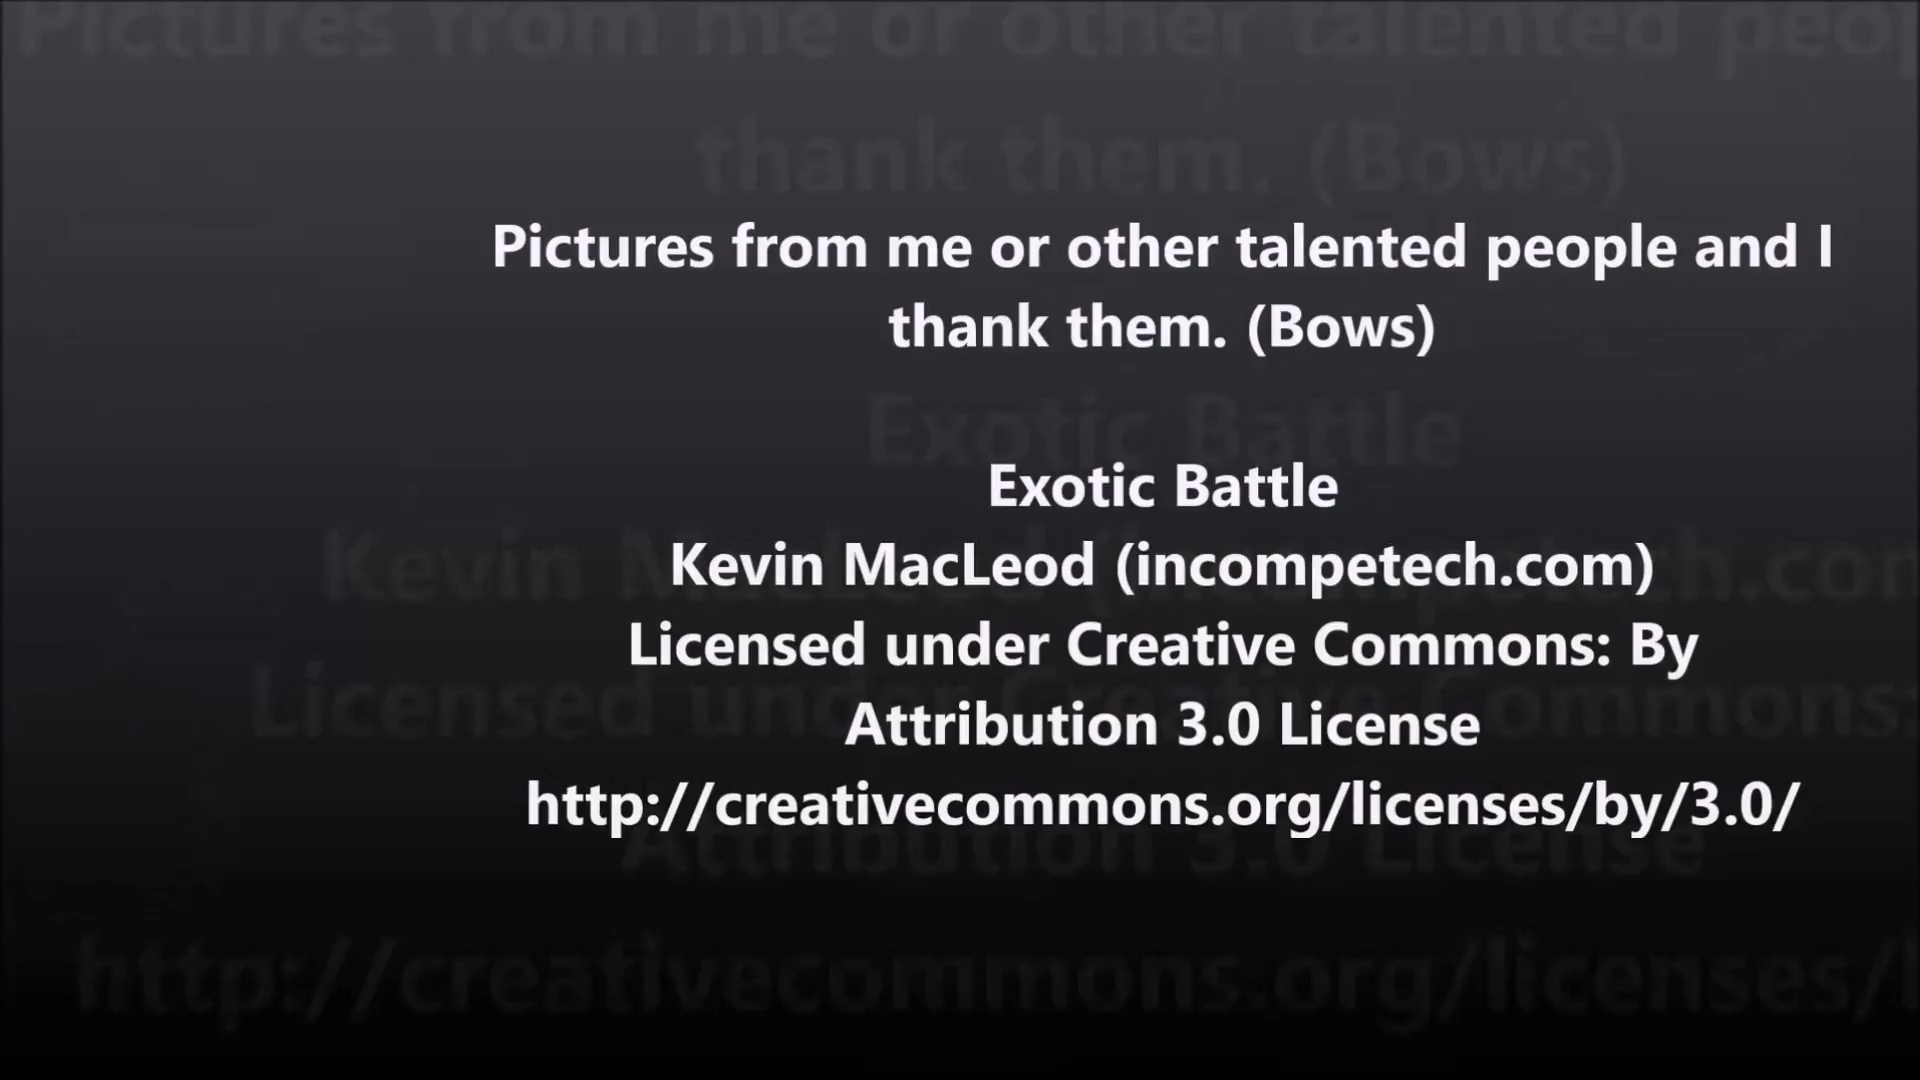 Pictures from me or other talented people and I
thank them. (Bows)
Exotic Battle
Kevin MacLeod (incompetech.com)
Licensed under Creative Commons: By
Attribution 3.0 License
http://creativecommons.org/licenses/by/3.0/